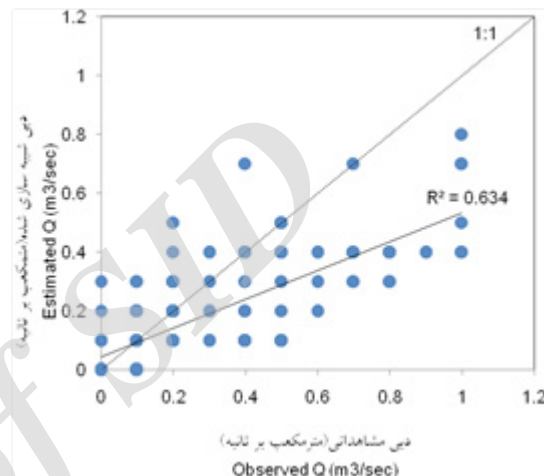 1.2
1:1
1
0.8
R² = 0.634
0.6
0.4
0.2
0
0 0.2 0.4 0.6 0.8 1 1.2
دبی شبیه سازی شده(مترمکعب بر ثانیه)
Estimated Q (m3/sec)
دبی مشاهداتی(مترمکعب بر ثانیه)
Observed Q (m3/sec)
of SID